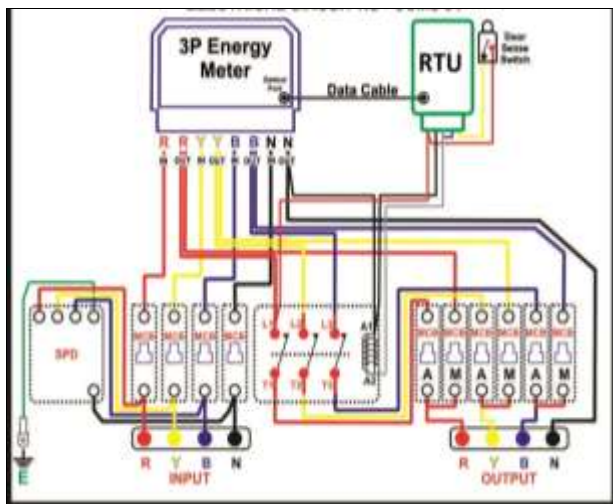 3P Energy
Meter
RTU
Data Cable
Sense
Switch
R R Y Y B B N N
IN OUT IN OUT IN OUT IN OUT
SPD
MCB MCB MCB MCB
L1 L2 L3
A1
A2
T1 T2 T3
MCB MCB MCB MCB MCB MCB
A M A M A M
E
R Y B N
INPUT
R Y B N
OUTPUT